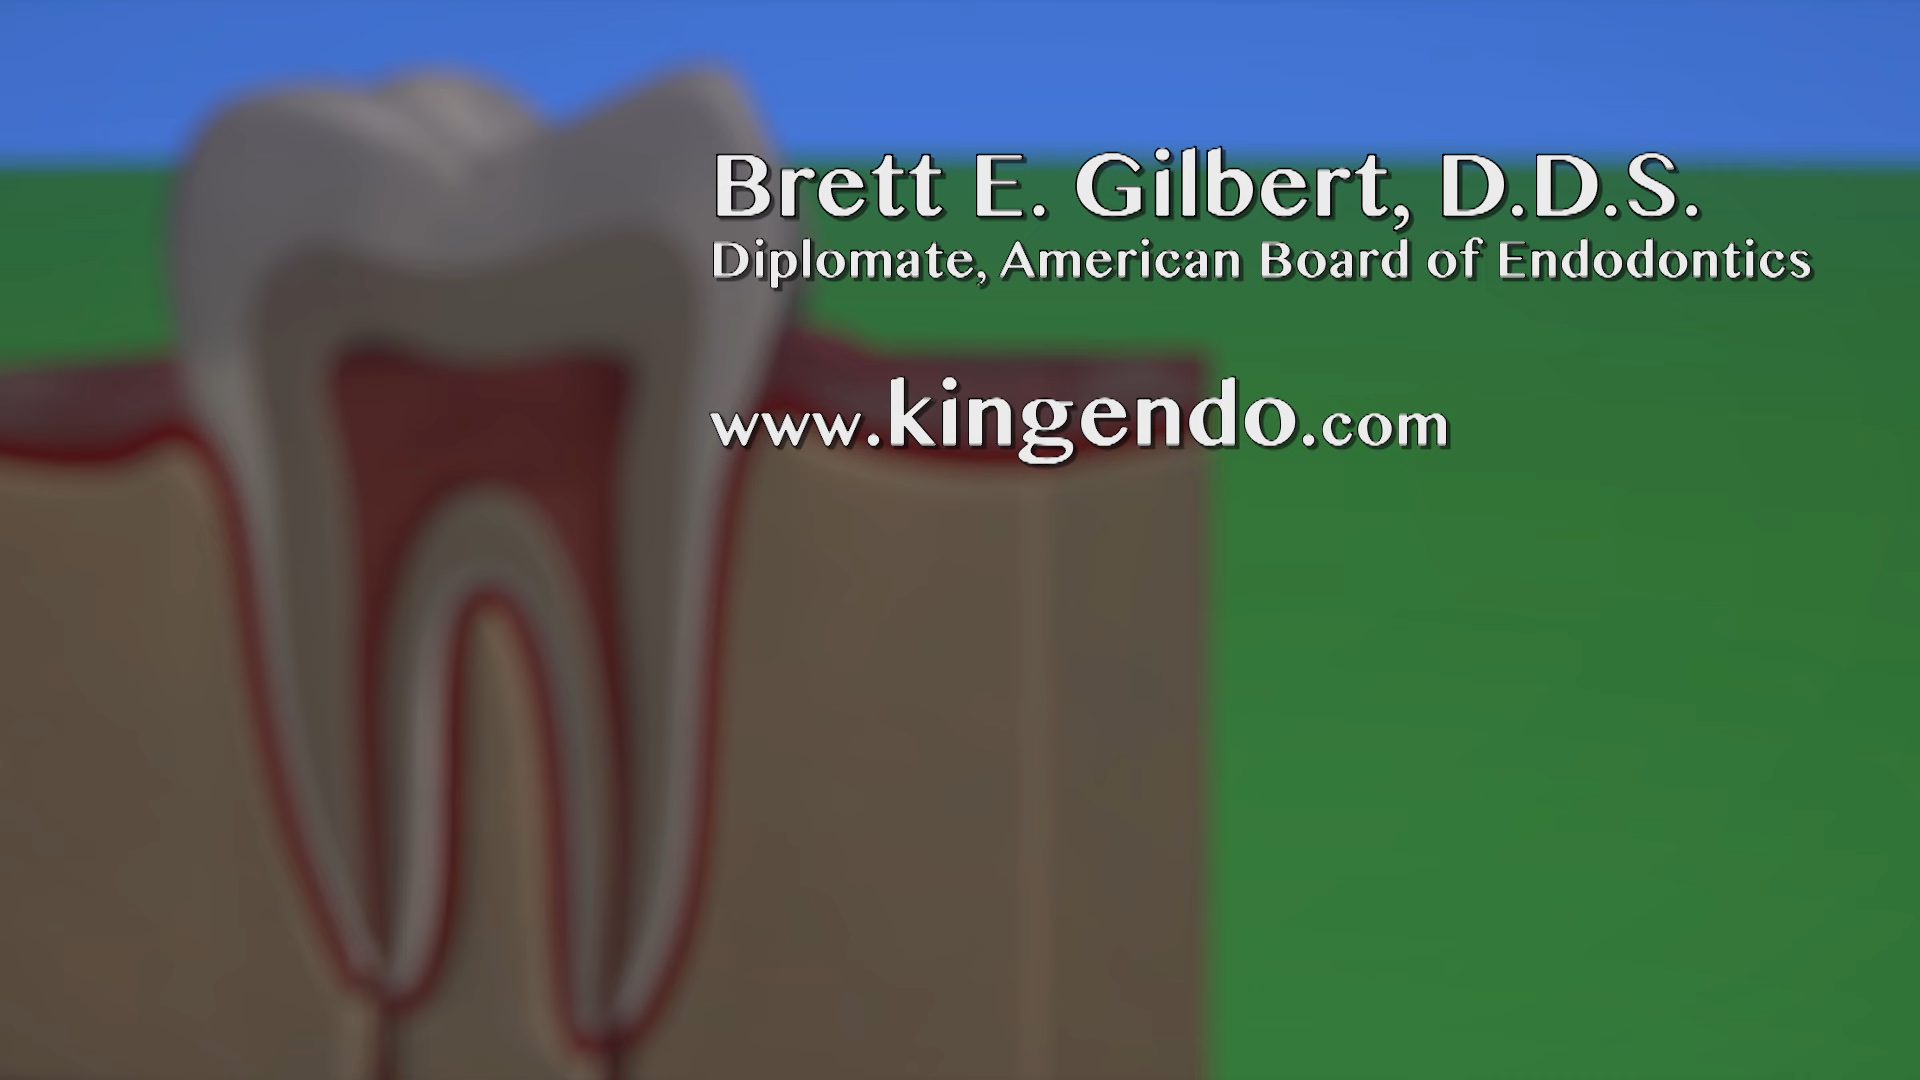 Brett E. Gilbert, D.D.S.
Diplomate, American Board of Endodontics
www.kingendo.com